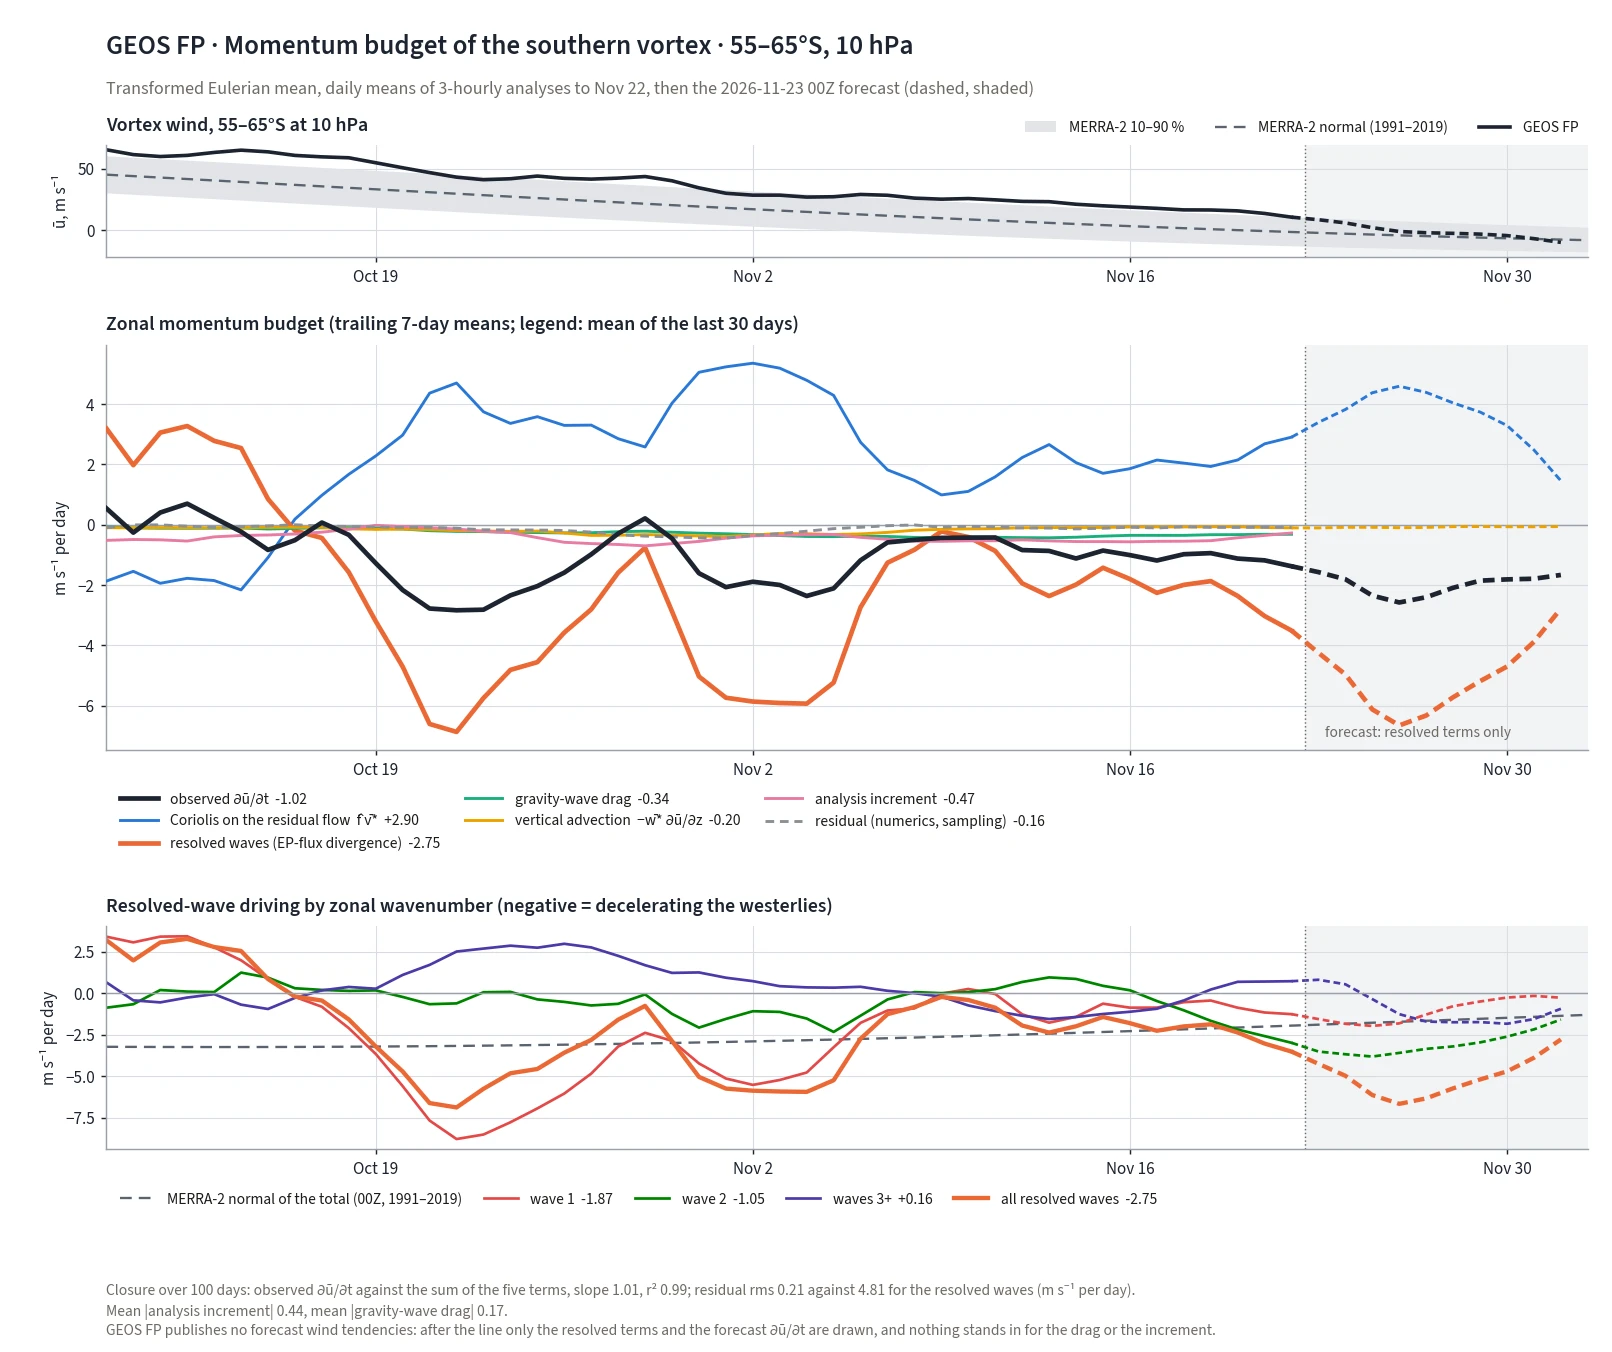 GEOS FP · Momentum budget of the southern vortex · 55–65°S, 10 hPa
Transformed Eulerian mean, daily means of 3-hourly analyses to Nov 22, then the 2026-11-23 00Z forecast (dashed, shaded)
Vortex wind, 55–65°S at 10 hPa
MERRA-2 10–90 %
MERRA-2 normal (1991–2019)
GEOS FP
ū, m s⁻¹
50
0
Oct 19
Nov 2
Nov 16
Nov 30
Zonal momentum budget (trailing 7-day means; legend: mean of the last 30 days)
m s⁻¹ per day
4
2
0
−2
−4
−6
forecast: resolved terms only
Oct 19
Nov 2
Nov 16
Nov 30
observed ∂ū/∂t -1.02
Coriolis on the residual flow f v̄* +2.90
resolved waves (EP-flux divergence) -2.75
gravity-wave drag -0.34
vertical advection −w̄* ∂ū/∂z -0.20
analysis increment -0.47
residual (numerics, sampling) -0.16
Resolved-wave driving by zonal wavenumber (negative = decelerating the westerlies)
m s⁻¹ per day
2.5
0.0
−2.5
−5.0
−7.5
Oct 19
Nov 2
Nov 16
Nov 30
MERRA-2 normal of the total (00Z, 1991–2019)
wave 1 -1.87
wave 2 -1.05
waves 3+ +0.16
all resolved waves -2.75
Closure over 100 days: observed ∂ū/∂t against the sum of the five terms, slope 1.01, r² 0.99; residual rms 0.21 against 4.81 for the resolved waves (m s⁻¹ per day).
Mean |analysis increment| 0.44, mean |gravity-wave drag| 0.17.
GEOS FP publishes no forecast wind tendencies: after the line only the resolved terms and the forecast ∂ū/∂t are drawn, and nothing stands in for the drag or the increment.